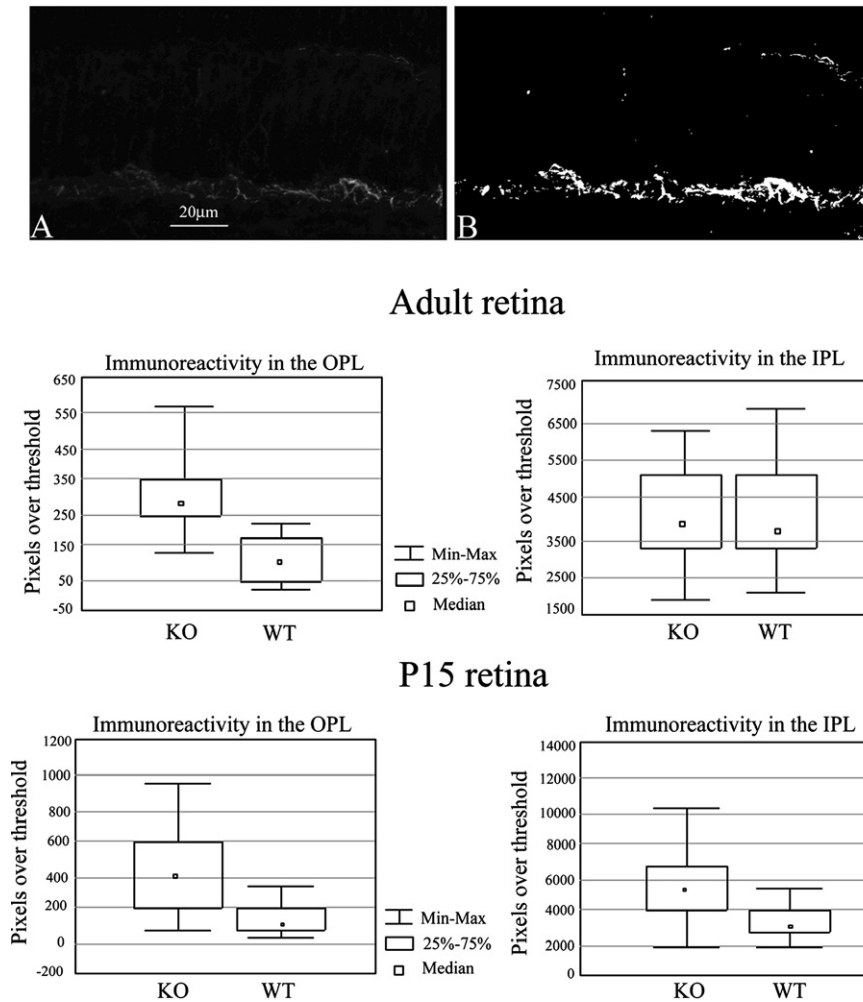 A
20µm
B
Adult retina
Immunoreactivity in the OPL
Pixels over threshold
650
550
450
350
250
150
50
-50
KO
WT
Min-Max
25%-75%
Median
Immunoreactivity in the IPL
Pixels over threshold
7500
6500
5500
4500
3500
2500
1500
KO
WT
P15 retina
Immunoreactivity in the OPL
Pixels over threshold
1200
1000
800
600
400
200
0
-200
KO
WT
Min-Max
25%-75%
Median
Immunoreactivity in the IPL
Pixels over threshold
14000
12000
10000
8000
6000
4000
2000
0
KO
WT